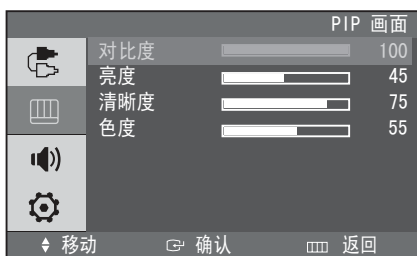 PIP 画面
对比度 100
亮度 45
清晰度 75
色度 55
移动 确认 返回